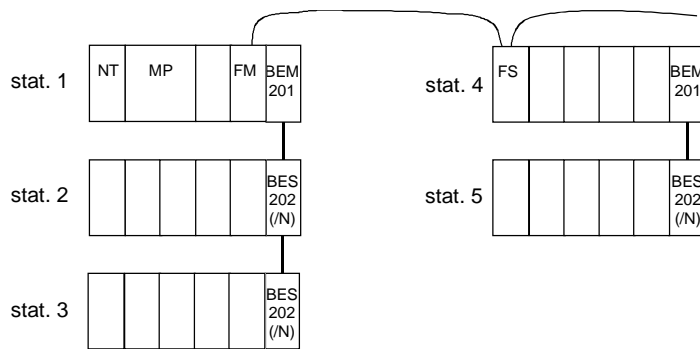 stat. 1
NT
MP
FM
BEM
201
stat. 4
FS
BEM
201
stat. 2
BES
202
(/N)
stat. 5
BES
202
(/N)
stat. 3
BES
202
(/N)